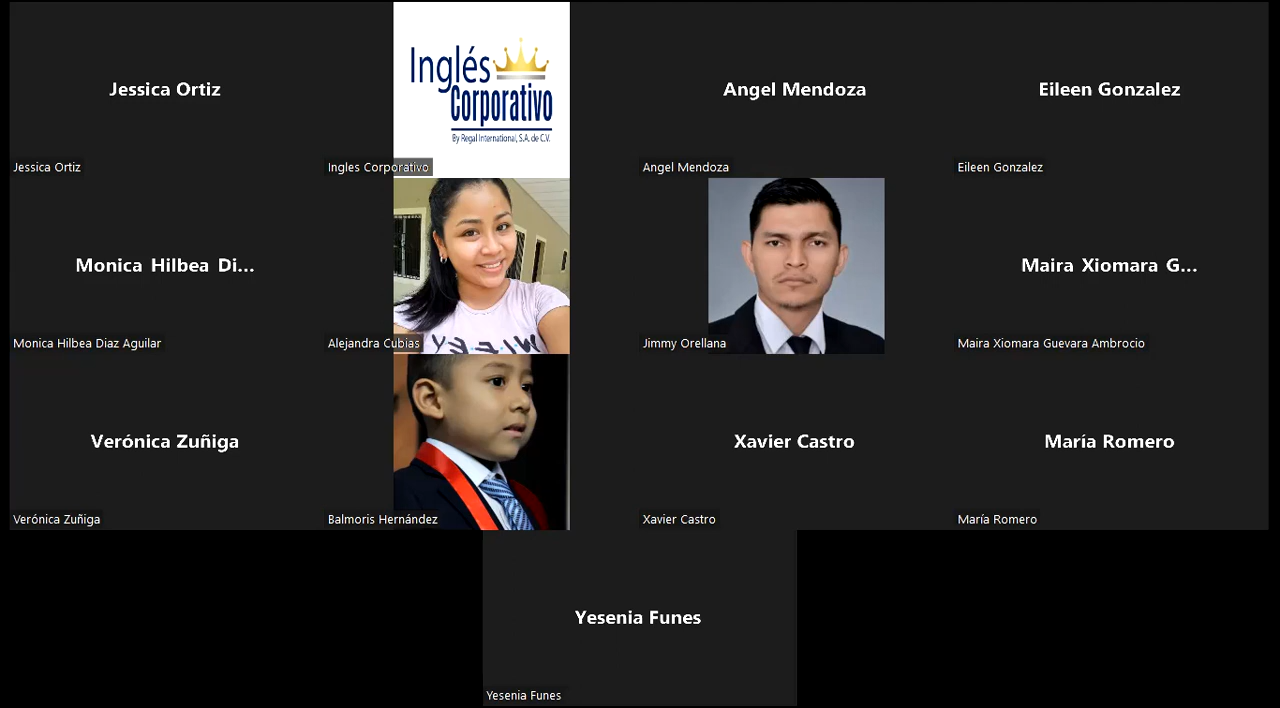 Jessica Ortiz
Inglés
Corporativo
By Regal International, S.A. de C.V.
Angel Mendoza
Eileen Gonzalez
Jessica Ortiz
Ingles Corporativo
Angel Mendoza
Eileen Gonzalez
Monica Hilbea Di...
Maira Xiomara G...
Monica Hilbea Diaz Aguilar
Alejandra Cubias
Jimmy Orellana
Maira Xiomara Guevara Ambrocio
Verónica Zuñiga
Xavier Castro
María Romero
Verónica Zuñiga
Balmoris Hernández
Xavier Castro
María Romero
Yesenia Funes
Yesenia Funes